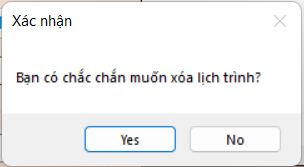 Xác nhận
Bạn có chắc chắn muốn xóa lịch trình?
Yes
No